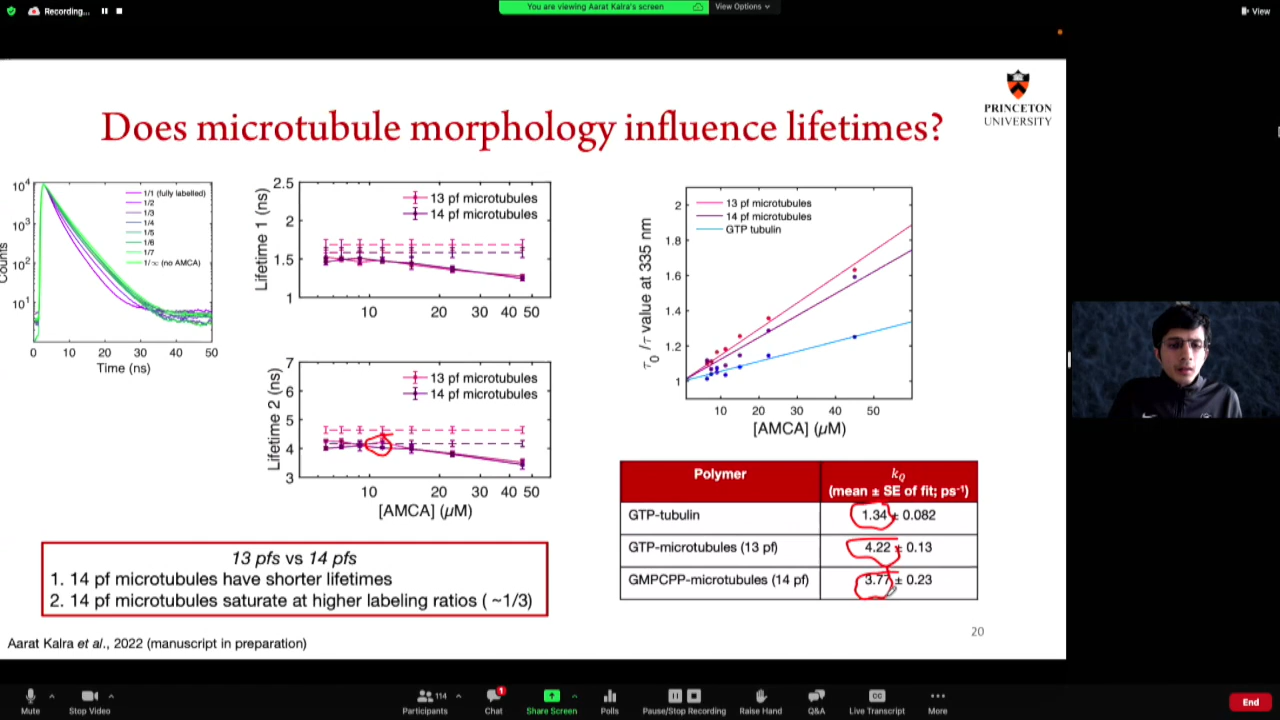 Recording...
You are viewing Aarat Kalra's screen
View Options
View
Does microtubule morphology influence lifetimes?
PRINCETON
UNIVERSITY
10⁴
10³
10²
10¹
Counts
1/1 (fully labelled)
1/2
1/3
1/4
1/5
1/6
1/7
1/∞ (no AMCA)
0 10 20 30 40 50
Time (ns)
Lifetime 1 (ns)
2.5
2
1.5
1
13 pf microtubules
14 pf microtubules
10 20 30 40 50
Lifetime 2 (ns)
7
6
5
4
3
13 pf microtubules
14 pf microtubules
10 20 30 40 50
[AMCA] (µM)
τ₀ /τ value at 335 nm
2
1.8
1.6
1.4
1.2
1
13 pf microtubules
14 pf microtubules
GTP tubulin
10 20 30 40 50
[AMCA] (µM)
Polymer
k_Q
(mean ± SE of fit; ps⁻¹)
GTP-tubulin 1.34 ± 0.082
GTP-microtubules (13 pf) 4.22 ± 0.13
GMPCPP-microtubules (14 pf) 3.77 ± 0.23
13 pfs vs 14 pfs
1. 14 pf microtubules have shorter lifetimes
2. 14 pf microtubules saturate at higher labeling ratios ( ~1/3)
20
Aarat Kalra et al., 2022 (manuscript in preparation)
Mute
Stop Video
114
Participants
1
Chat
Share Screen
Polls
Pause/Stop Recording
Raise Hand
Q&A
CC
Live Transcript
More
End